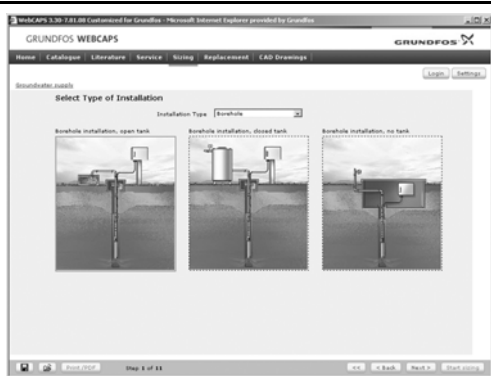 WebCAPS 3.30-7.01.08 Customized for Grundfos - Microsoft Internet Explorer provided by Grundfos
GRUNDFOS WEBCAPS
GRUNDFOS
Home | Catalogue | Literature | Service | Sizing | Replacement | CAD Drawings
Login Settings
Groundwater supply
Select Type of Installation
Installation Type Borehole
Borehole installation, open tank Borehole installation, closed tank Borehole installation, no tank
Print/PDF Step 1 of 11 << < Back Next > Start sizing